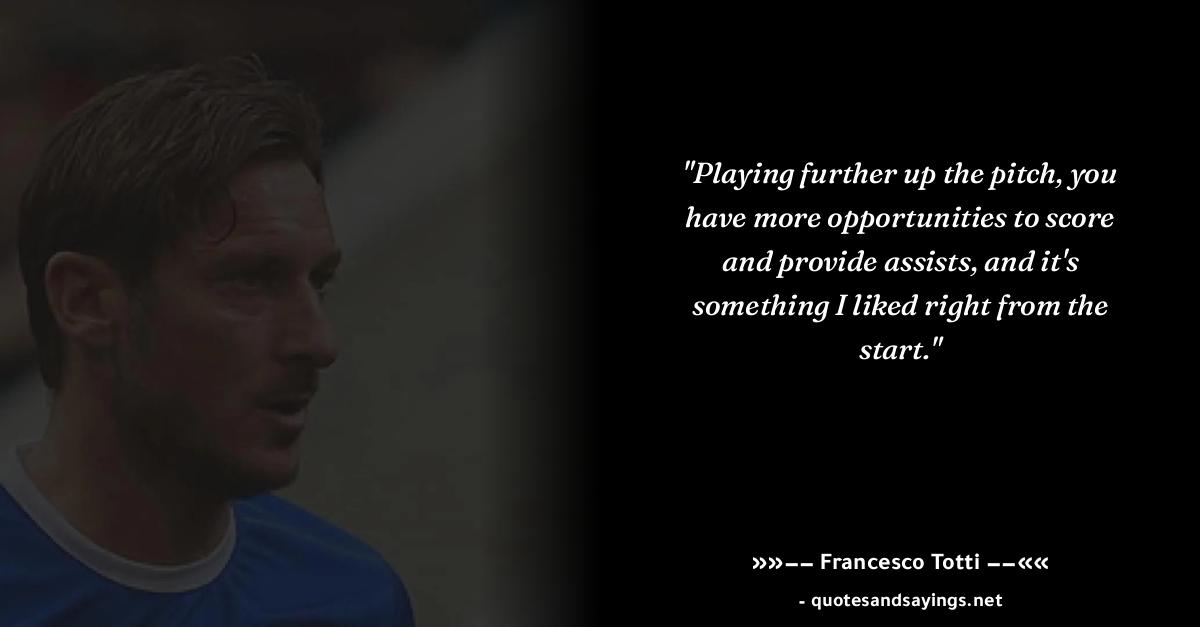 "Playing further up the pitch, you
have more opportunities to score
and provide assists, and it's
something I liked right from the
start."
»»–– Francesco Totti ––««
- quotesandsayings.net